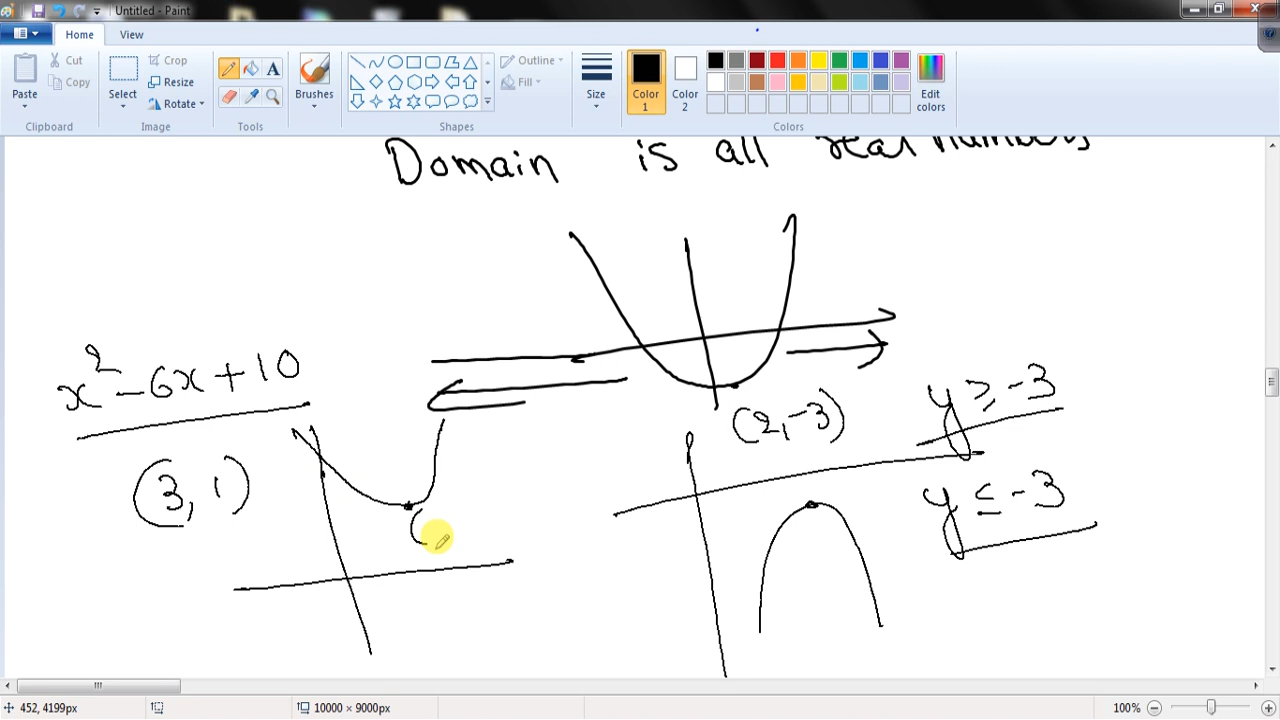 Untitled - Paint
Home View
Paste
Cut
Copy
Clipboard
Select
Crop
Resize
Rotate
Image
A
Tools
Brushes
Outline
Fill
Shapes
Size
Color 1
Color 2
Edit colors
Colors
Domain is all real numbers
x² - 6x + 10
(2, -3)
y ≥ -3
(3, 1)
y ≤ -3
(
452, 4199px
10000 × 9000px
100%